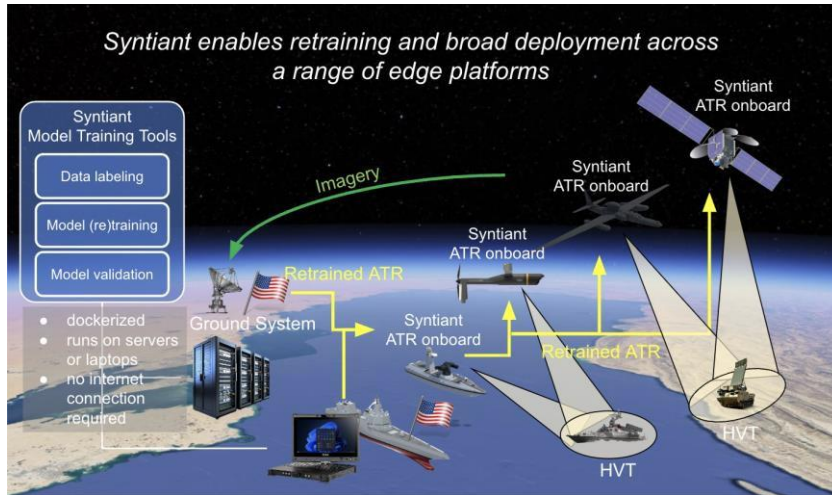 Syntiant enables retraining and broad deployment across
a range of edge platforms
Syntiant
Model Training Tools
Data labeling
Model (re)training
Model validation
● dockerized
● runs on servers
or laptops
● no internet
connection
required
Imagery
Syntiant
ATR onboard
Syntiant
ATR onboard
Syntiant
ATR onboard
Retrained ATR
Ground System
Syntiant
ATR onboard
Retrained ATR
HVT
HVT